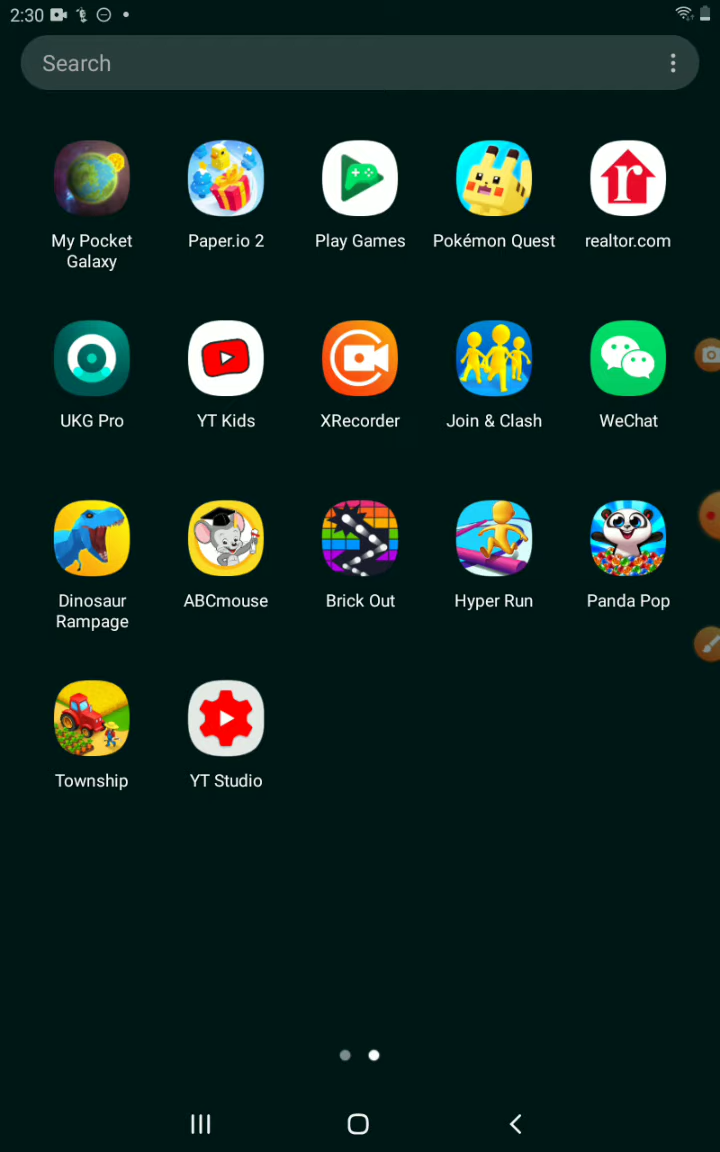 2:30
Search
My Pocket Galaxy
Paper.io 2
Play Games
Pokémon Quest
realtor.com
UKG Pro
YT Kids
XRecorder
Join & Clash
WeChat
Dinosaur Rampage
ABCmouse
Brick Out
Hyper Run
Panda Pop
Township
YT Studio